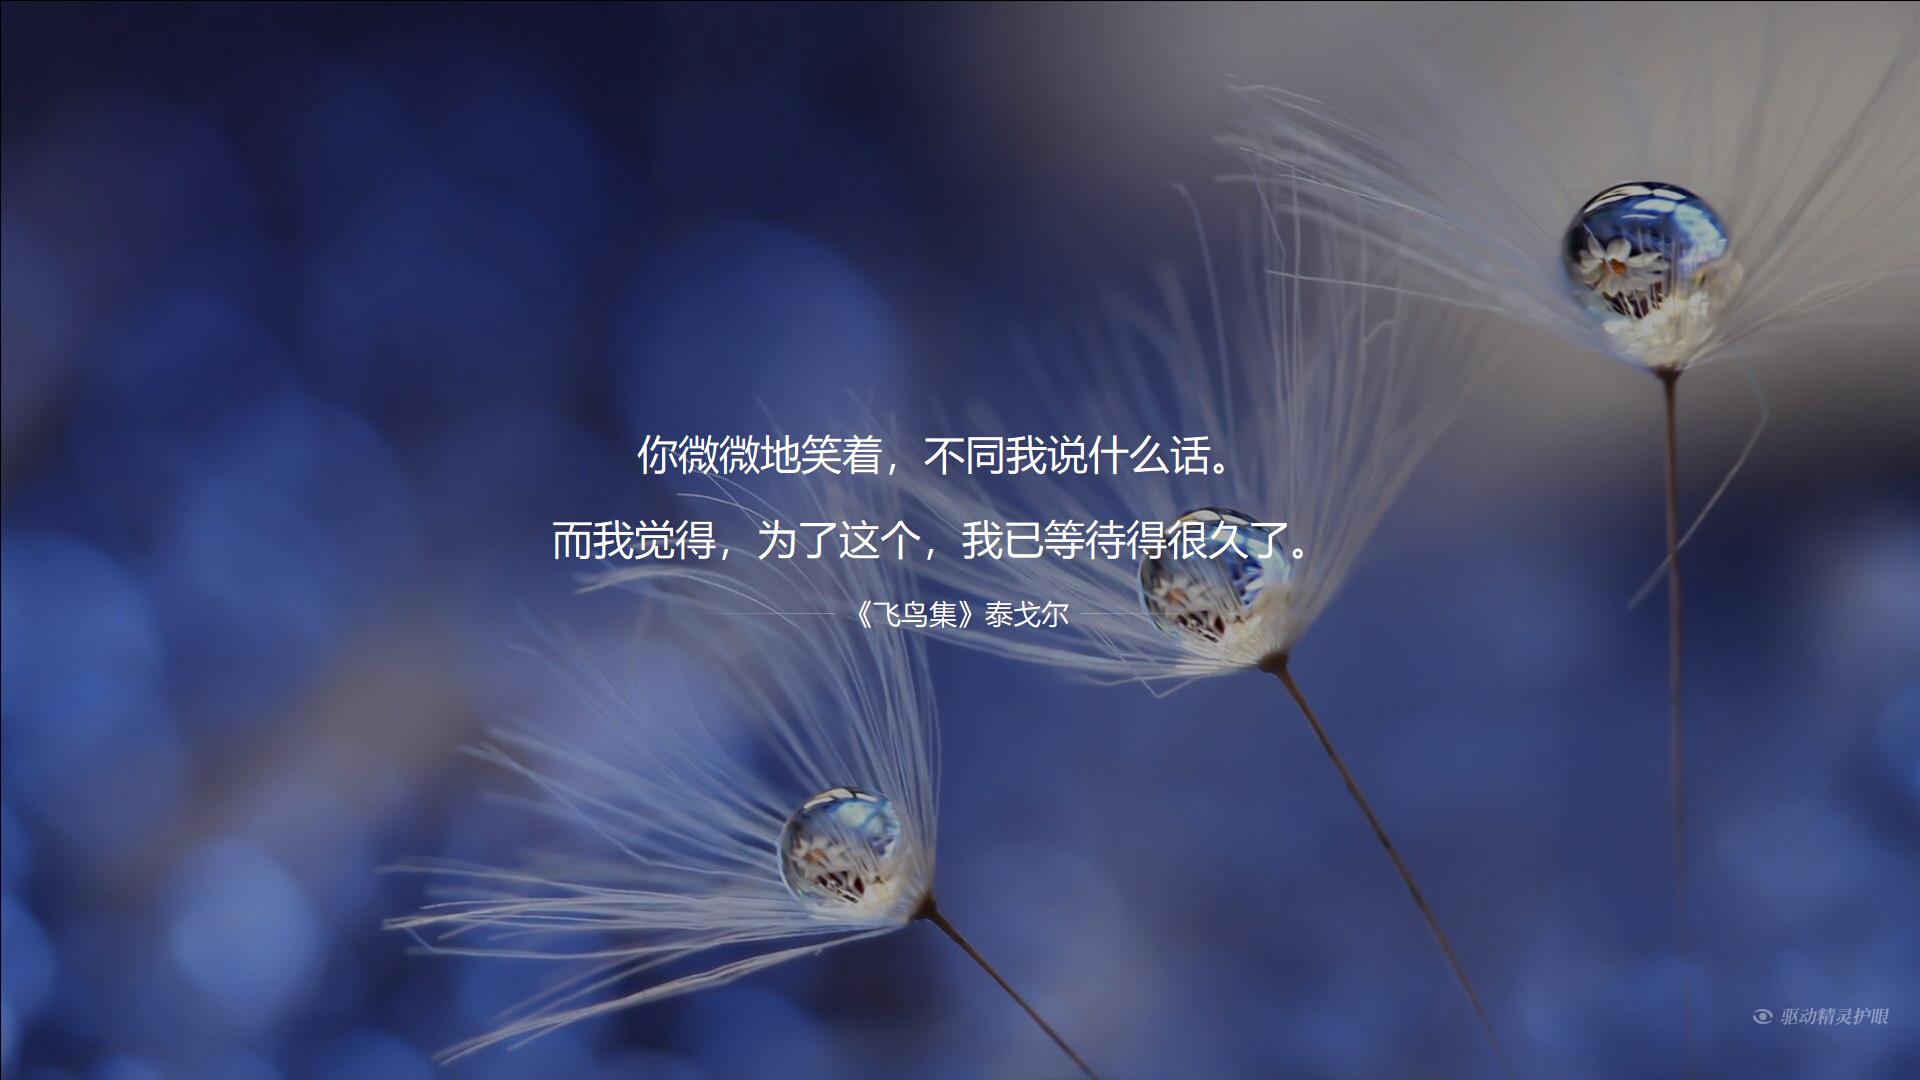 你微微地笑着，不同我说什么话。
而我觉得，为了这个，我已等待得很久了。
《飞鸟集》泰戈尔
驱动精灵护眼